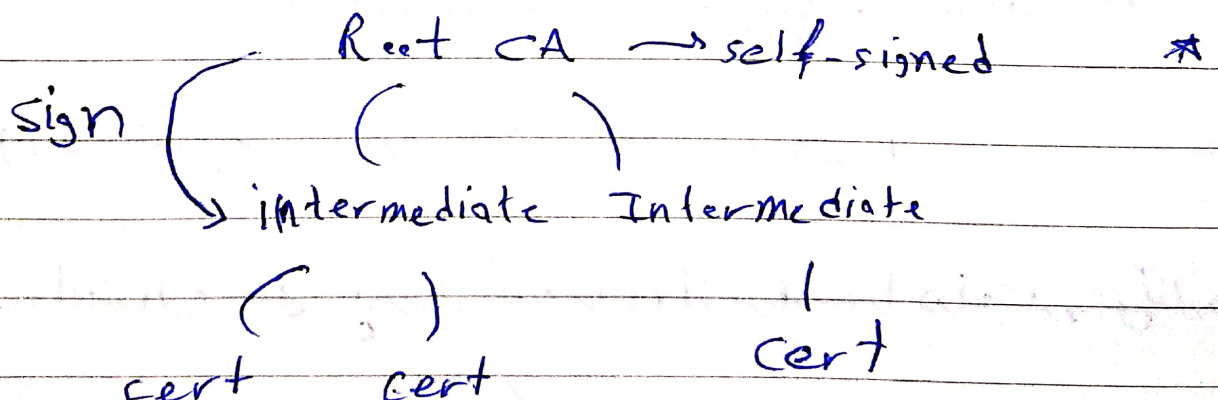 Root CA → self-signed *
sign
intermediate Intermediate
cert cert cert